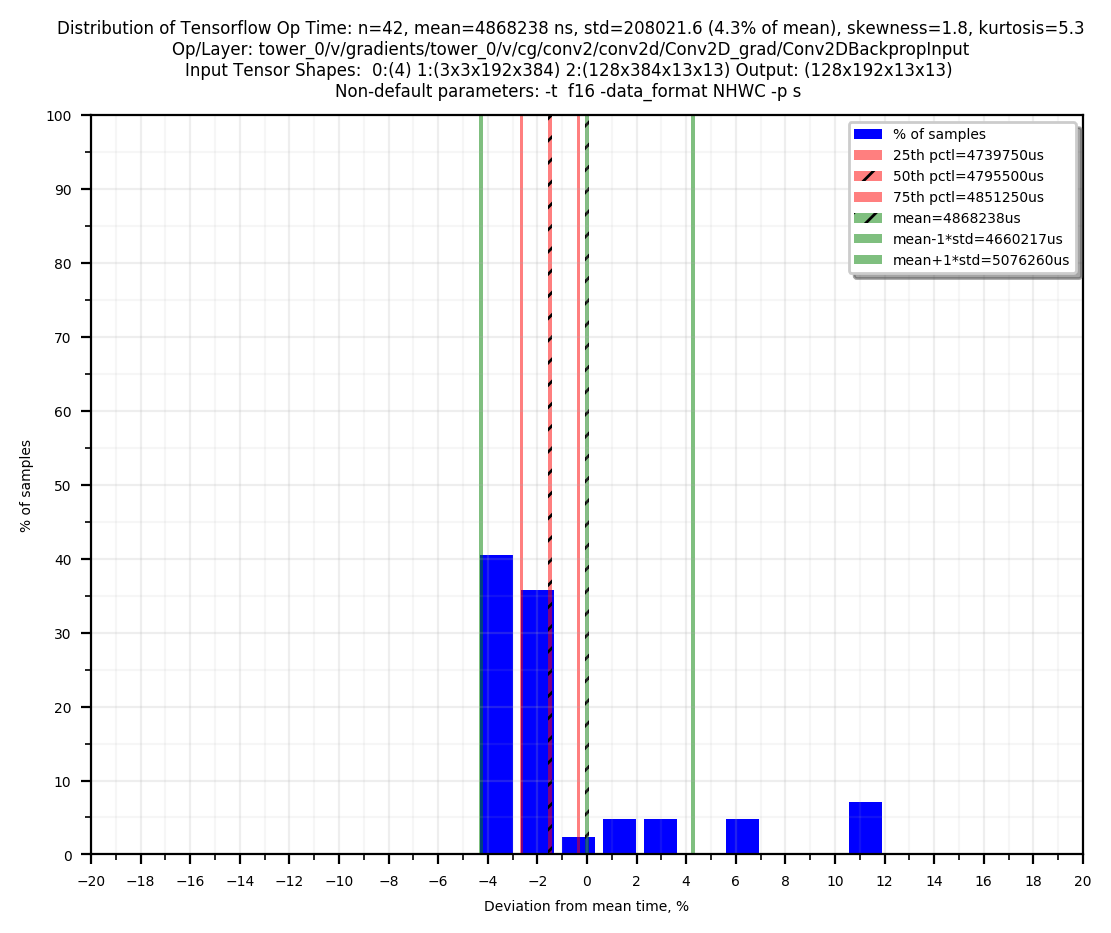 Distribution of Tensorflow Op Time: n=42, mean=4868238 ns, std=208021.6 (4.3% of mean), skewness=1.8, kurtosis=5.3
Op/Layer: tower_0/v/gradients/tower_0/v/cg/conv2/conv2d/Conv2D_grad/Conv2DBackpropInput
Input Tensor Shapes:  0:(4) 1:(3x3x192x384) 2:(128x384x13x13) Output: (128x192x13x13)
Non-default parameters: -t  f16 -data_format NHWC -p s
% of samples
25th pctl=4739750us
50th pctl=4795500us
75th pctl=4851250us
mean=4868238us
mean-1*std=4660217us
mean+1*std=5076260us
100
90
80
70
60
50
40
30
20
10
0
% of samples
−20 −18 −16 −14 −12 −10 −8 −6 −4 −2 0 2 4 6 8 10 12 14 16 18 20
Deviation from mean time, %